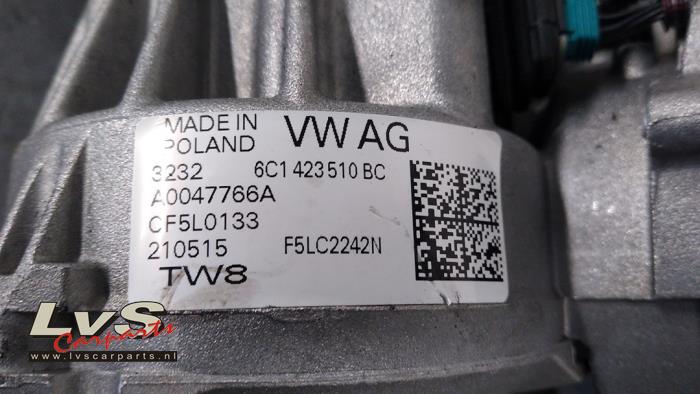 MADE IN POLAND VW AG
3232 6C1 423 510 BC
A0047766A
CF5L0133
210515 F5LC2242N
TW8
LvS
Carparts
www.lvscarparts.nl